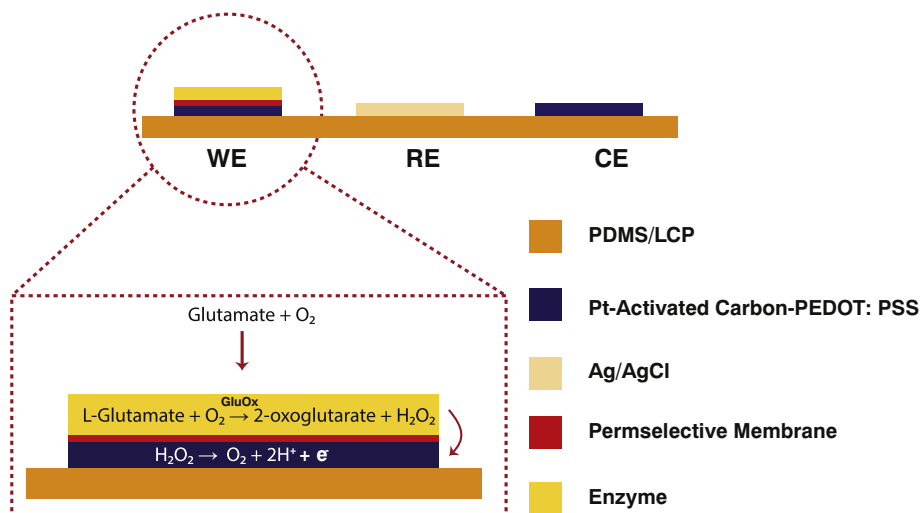 WE RE CE
PDMS/LCP
Pt-Activated Carbon-PEDOT: PSS
Ag/AgCl
Permselective Membrane
Enzyme
Glutamate + O₂
GluOx
L-Glutamate + O₂ → 2-oxoglutarate + H₂O₂
H₂O₂ → O₂ + 2H⁺ + e⁻